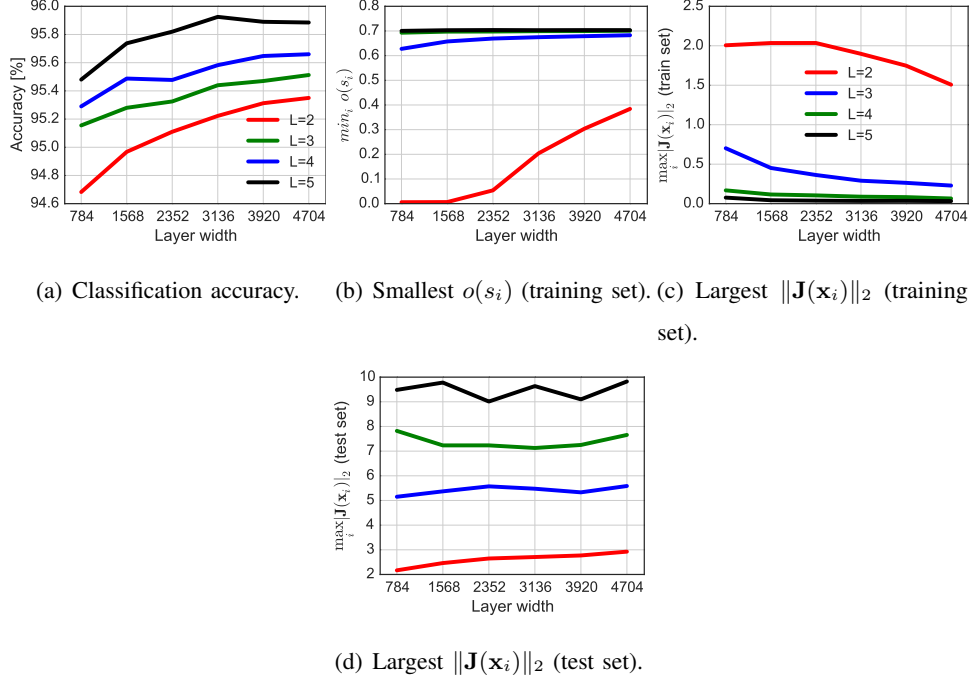 96.0
95.8
95.6
95.4
95.2
95.0
94.8
94.6
Accuracy [%]
L=2
L=3
L=4
L=5
784 1568 2352 3136 3920 4704
Layer width
0.8
0.7
0.6
0.5
0.4
0.3
0.2
0.1
0.0
min_i o(s_i)
784 1568 2352 3136 3920 4704
Layer width
2.5
2.0
1.5
1.0
0.5
0.0
max_i |J(x_i)|_2 (train set)
L=2
L=3
L=4
L=5
784 1568 2352 3136 3920 4704
Layer width
(a) Classification accuracy.
(b) Smallest o(s_i) (training set).
(c) Largest ‖J(x_i)‖_2 (training
set).
10
9
8
7
6
5
4
3
2
max_i |J(x_i)|_2 (test set)
784 1568 2352 3136 3920 4704
Layer width
(d) Largest ‖J(x_i)‖_2 (test set).